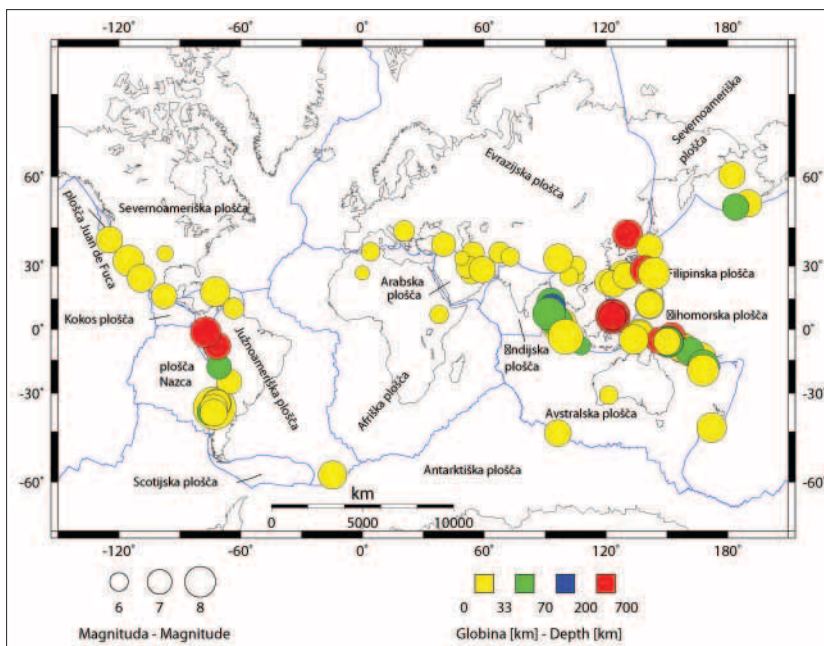 -120˚ -60˚ 0˚ 60˚ 120˚ 180˚
Severnoameriška
plošča
60˚ 60˚
Evrazijska plošča
Severnoameriška plošča
plošča Juan de Fuca
30˚ 30˚
Arabska
plošča
Filipinska plošča
Kokos plošča
ihomorska plošča
0˚ 0˚
ndijska
plošča
Južnoameriška plošča
plošča
Nazca
Afriška plošča
-30˚ -30˚
Avstralska plošča
Antarktiška plošča
Scotijska plošča
-60˚ -60˚
km
0 5000 10000
-120˚ -60˚ 0˚ 60˚ 120˚ 180˚
6 7 8
0 33 70 200 700
Magnituda - Magnitude
Globina [km] - Depth [km]